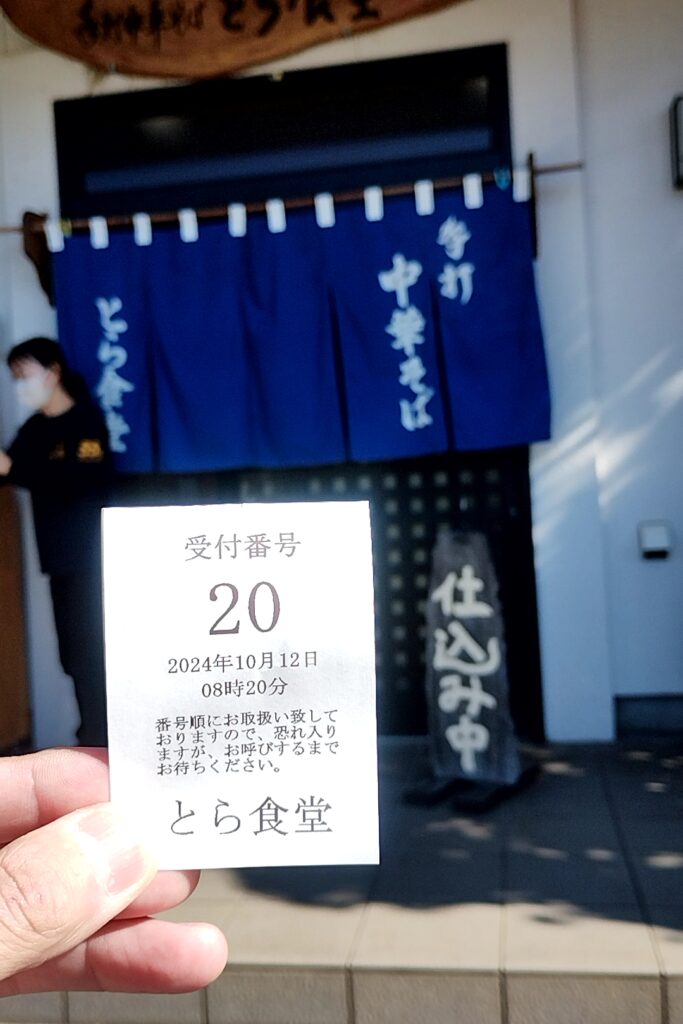 とら食堂
手打
中華そば
とら食堂
仕込み中
受付番号
20
2024年10月12日
08時20分
番号順にお取扱い致して
おりますので、恐れ入り
ますが、お呼びするまで
お待ちください。
とら食堂